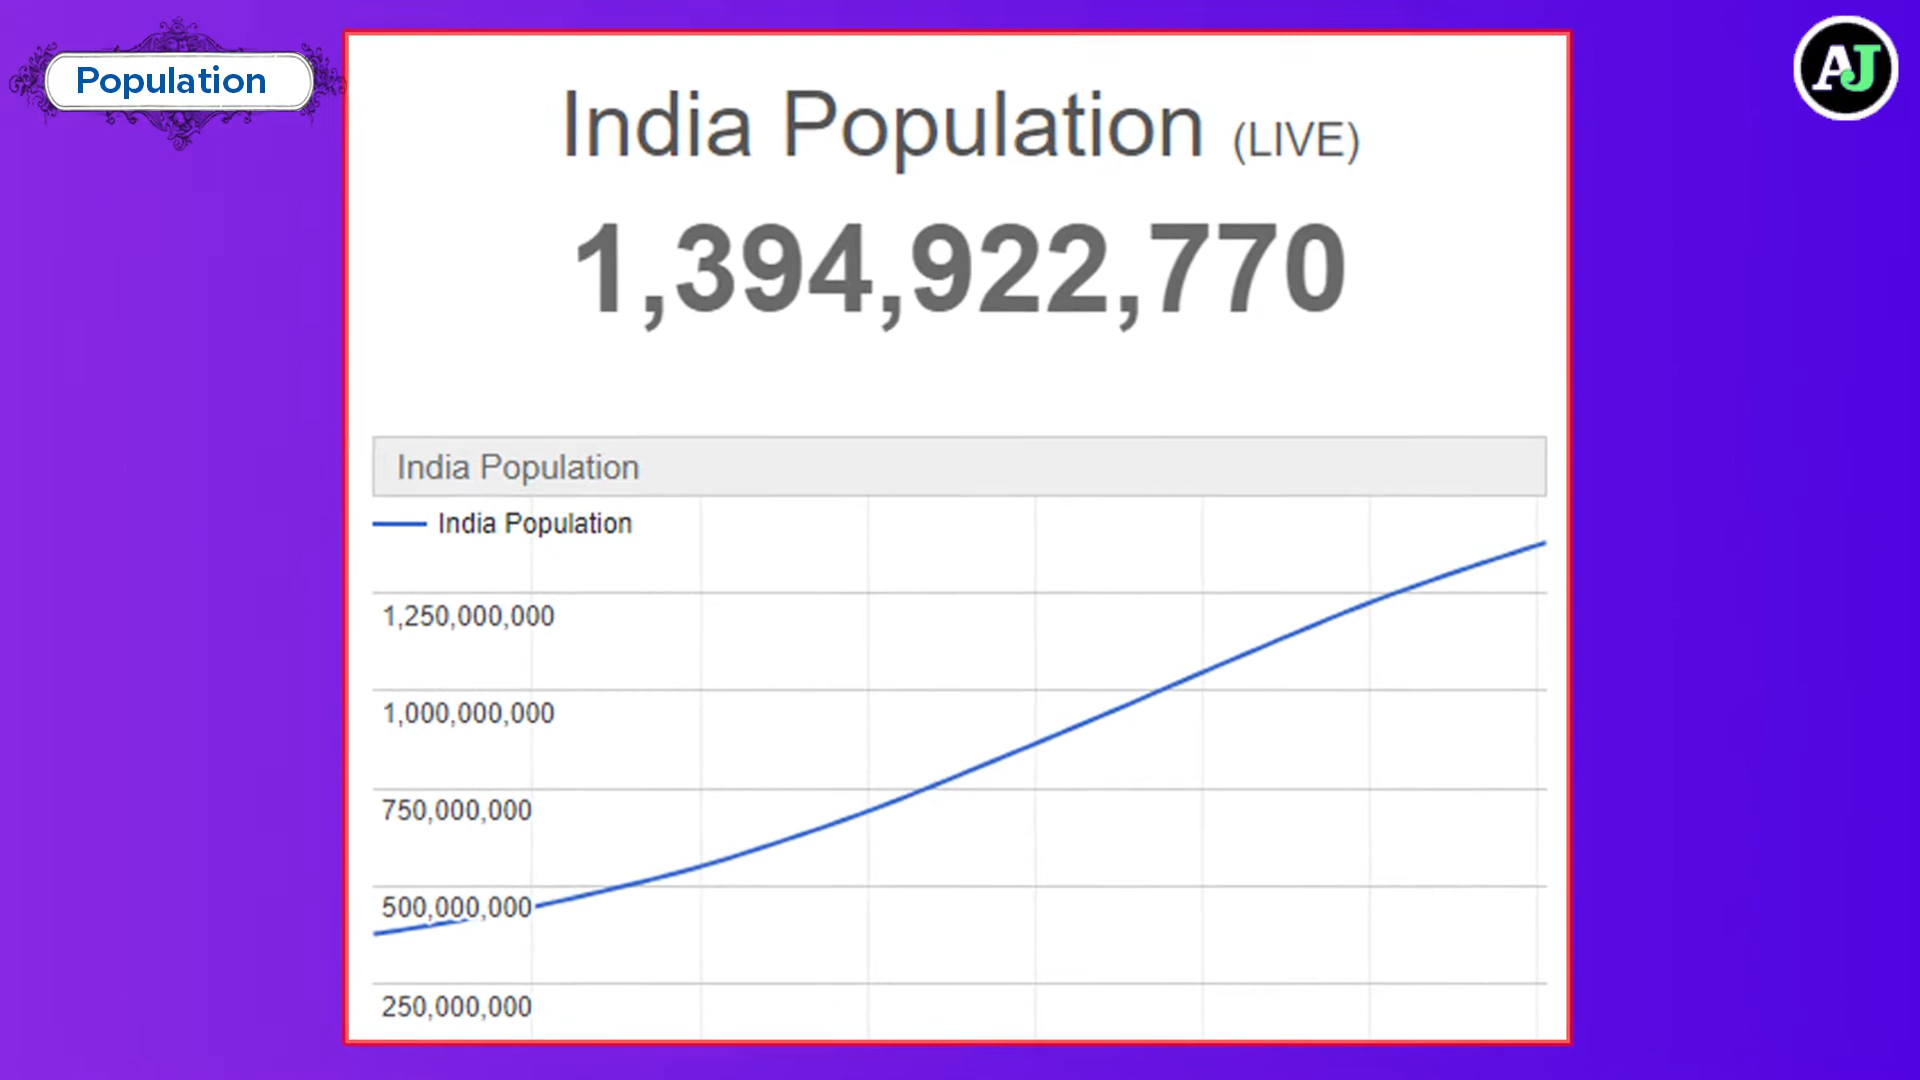 Population
AJ
India Population (LIVE)
1,394,922,770
India Population
India Population
1,250,000,000
1,000,000,000
750,000,000
500,000,000
250,000,000